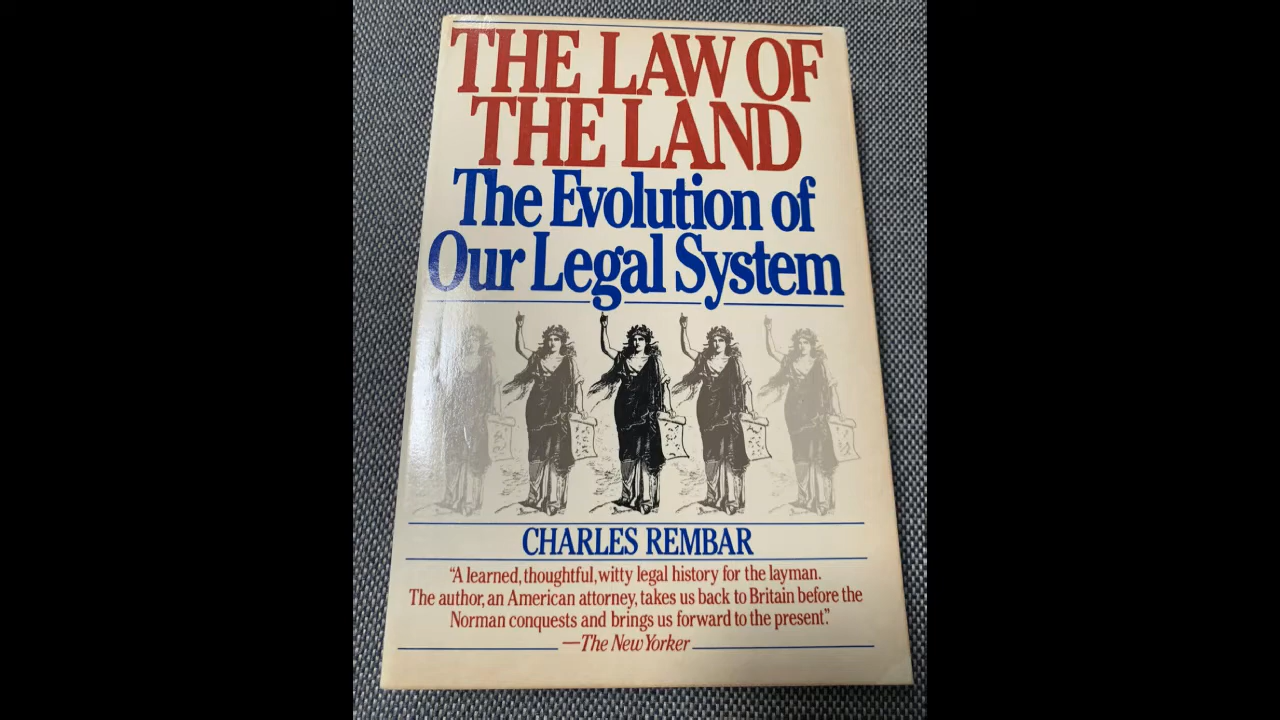 THE LAW OF
THE LAND
The Evolution of
Our Legal System
CHARLES REMBAR
“A learned, thoughtful, witty legal history for the layman.
The author, an American attorney, takes us back to Britain before the
Norman conquests and brings us forward to the present.”
—The New Yorker